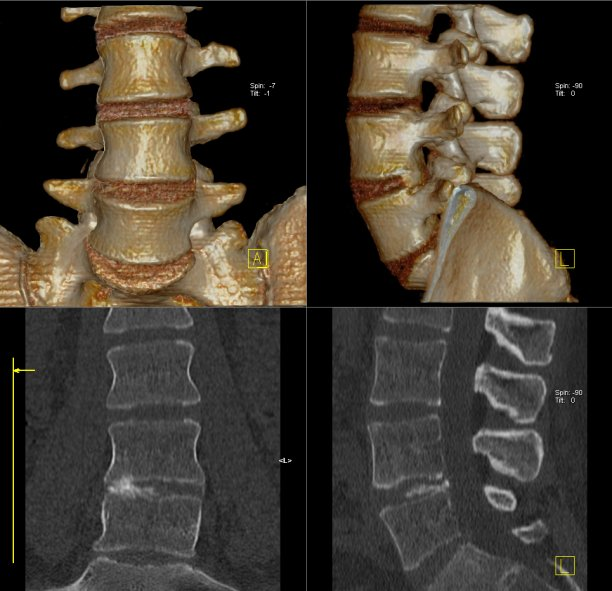 Spin: -7
Tilt: -1
A
Spin: -90
Tilt: 0
L
<L>
Spin: -90
Tilt: 0
L